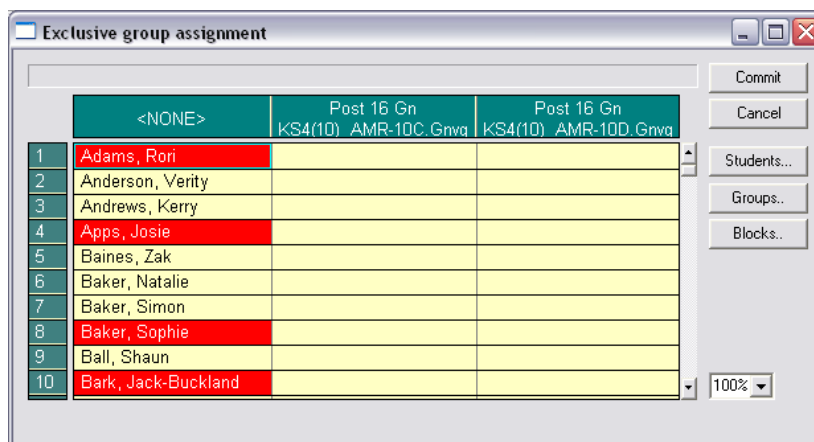 Exclusive group assignment
Commit
Cancel
Students...
Groups..
Blocks..
<NONE>
Post 16 Gn
KS4(10)_AMR-10C.Gnvq
Post 16 Gn
KS4(10)_AMR-10D.Gnvq
1 Adams, Rori
2 Anderson, Verity
3 Andrews, Kerry
4 Apps, Josie
5 Baines, Zak
6 Baker, Natalie
7 Baker, Simon
8 Baker, Sophie
9 Ball, Shaun
10 Bark, Jack-Buckland
100%